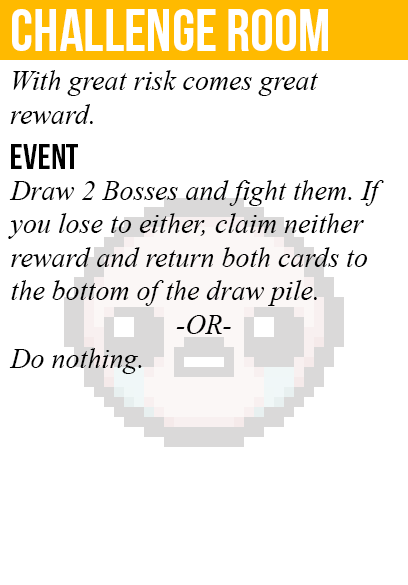 CHALLENGE ROOM
With great risk comes great
reward.
EVENT
Draw 2 Bosses and fight them. If
you lose to either, claim neither
reward and return both cards to
the bottom of the draw pile.
-OR-
Do nothing.